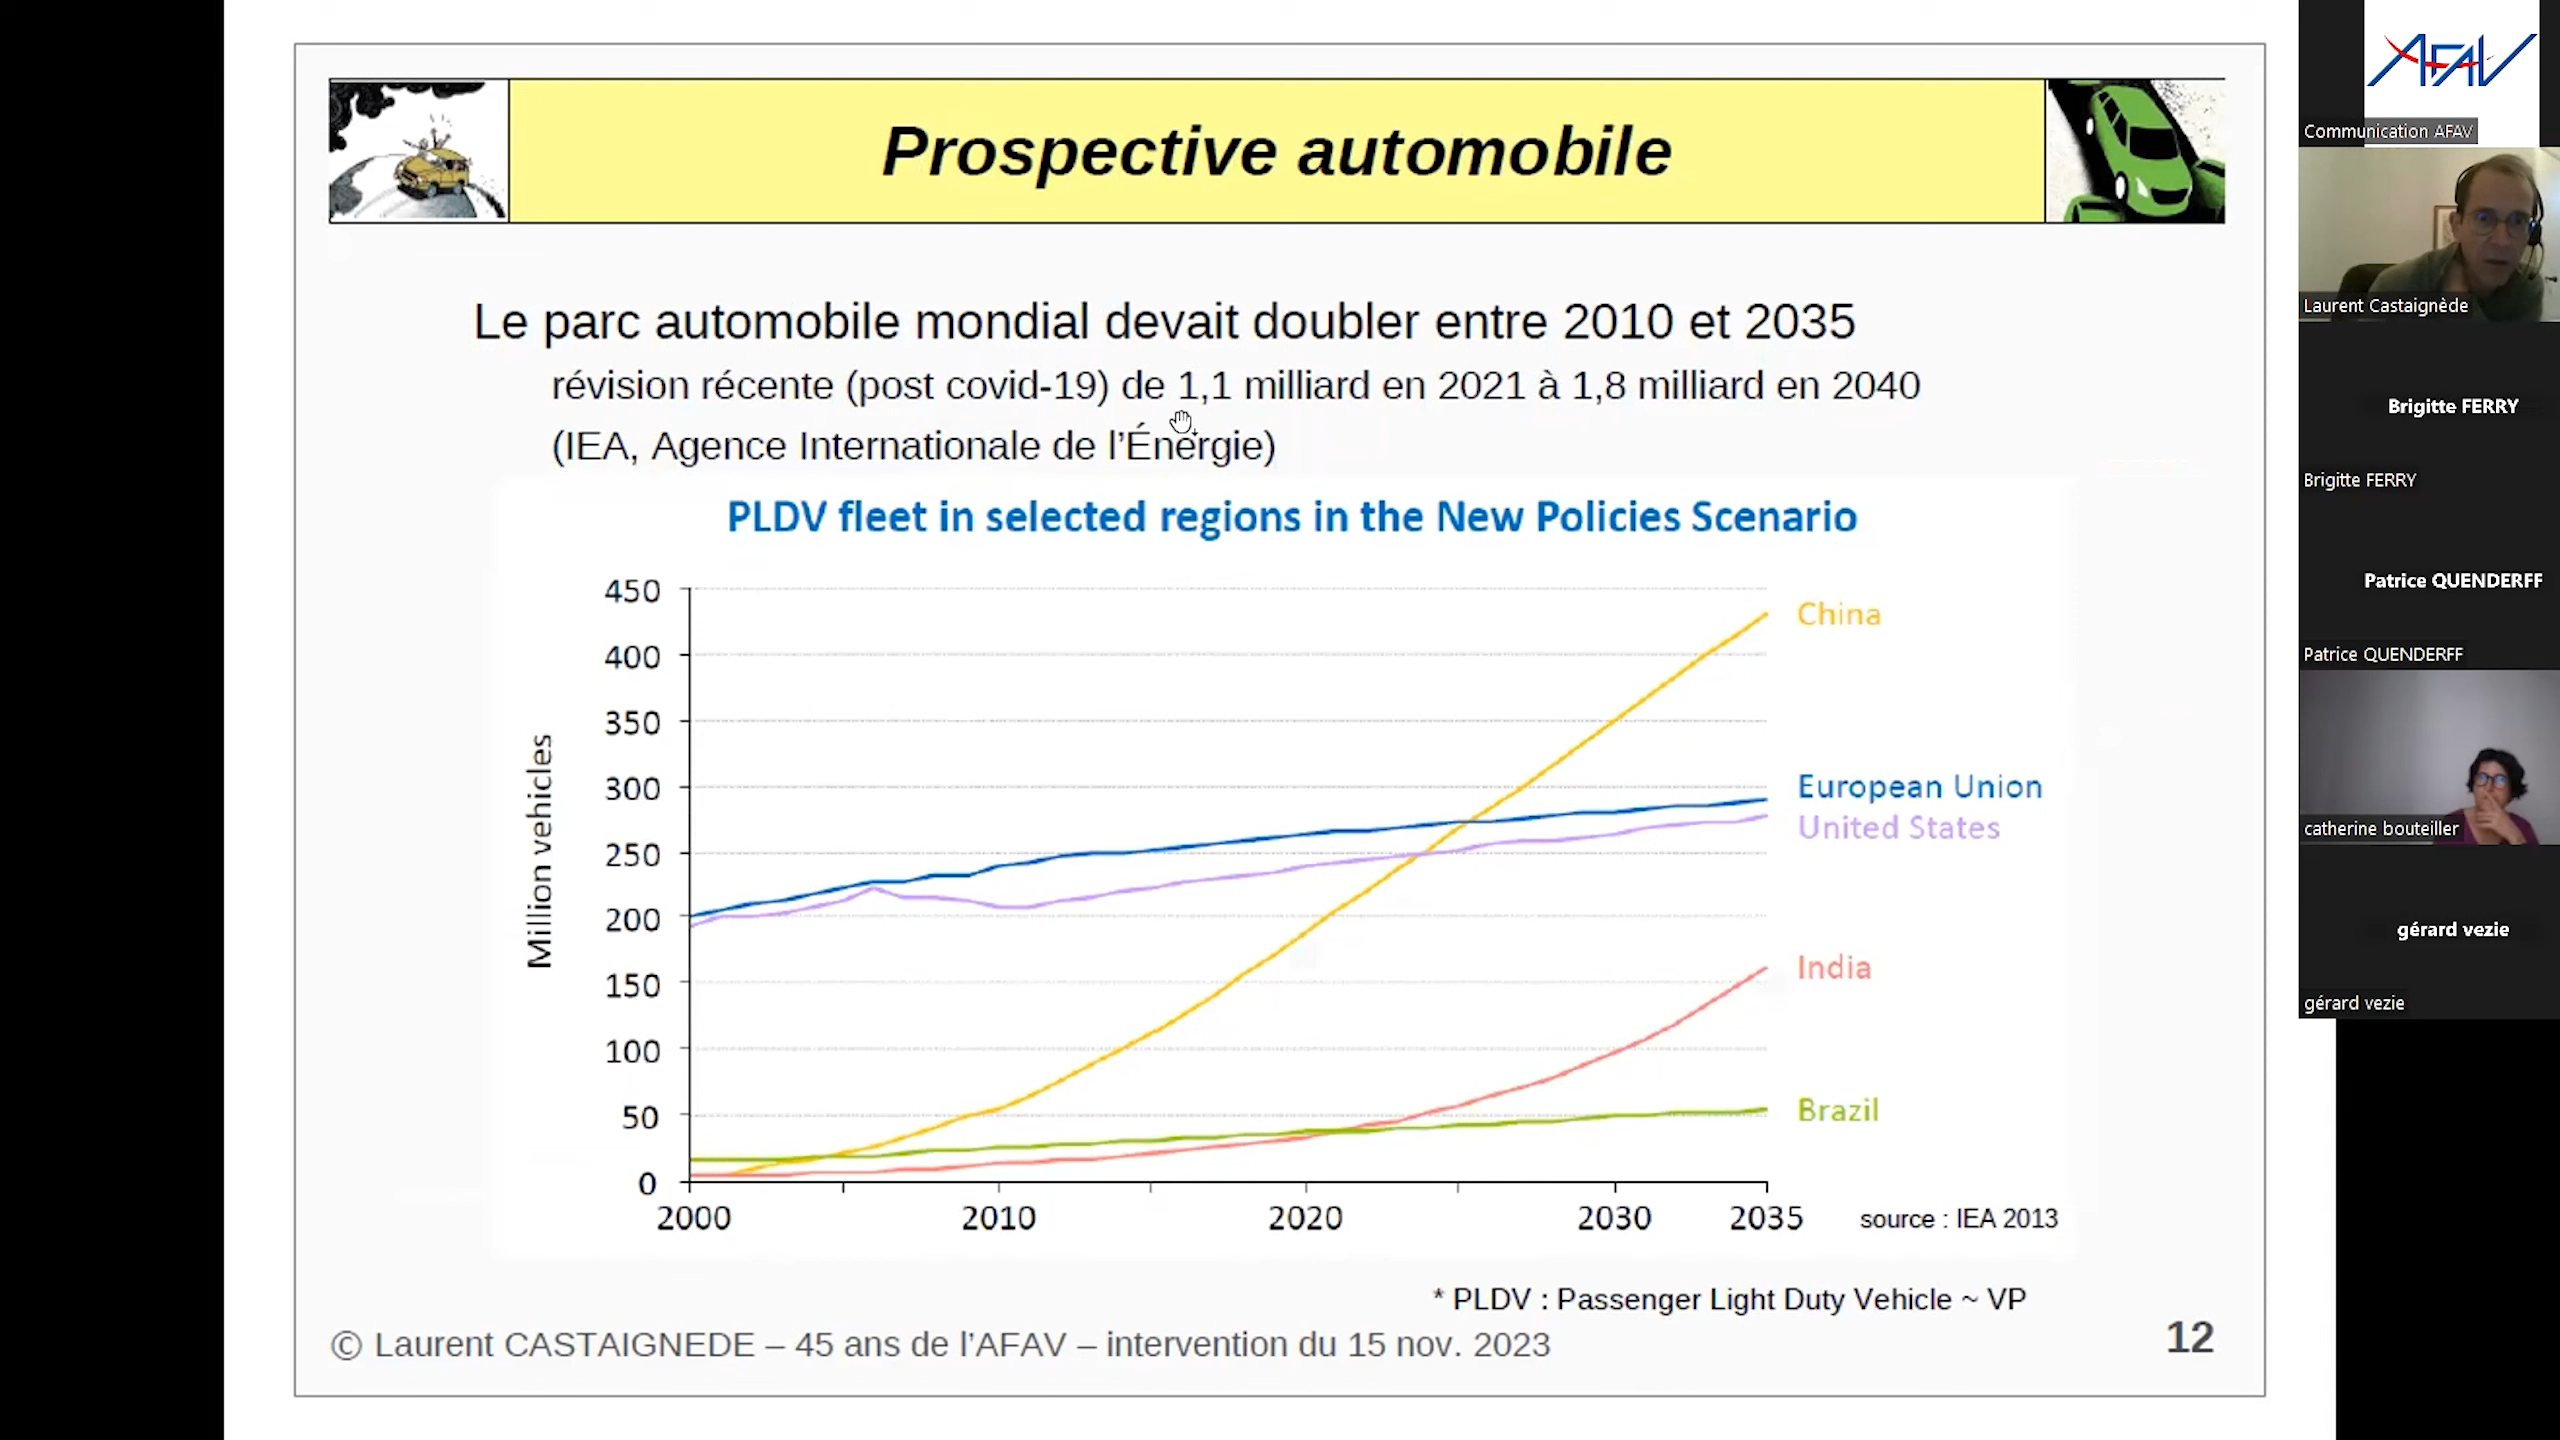 Prospective automobile
Le parc automobile mondial devait doubler entre 2010 et 2035
révision récente (post covid-19) de 1,1 milliard en 2021 à 1,8 milliard en 2040
(IEA, Agence Internationale de l'Énergie)
PLDV fleet in selected regions in the New Policies Scenario
Million vehicles
450
400
350
300
250
200
150
100
50
0
2000
2010
2020
2030
2035
China
European Union
United States
India
Brazil
source : IEA 2013
* PLDV : Passenger Light Duty Vehicle ~ VP
© Laurent CASTAIGNEDE – 45 ans de l'AFAV – intervention du 15 nov. 2023
12
AFAV
Communication AFAV
Laurent Castaignède
Brigitte FERRY
Brigitte FERRY
Patrice QUENDERFF
Patrice QUENDERFF
catherine bouteiller
gérard vezie
gérard vezie